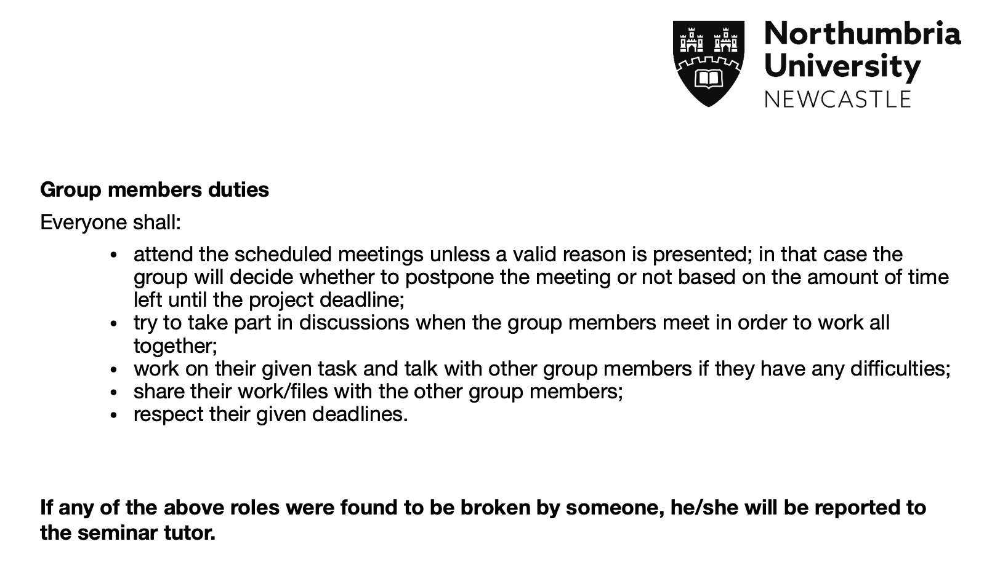 Northumbria
University
NEWCASTLE
Group members duties
Everyone shall:
• attend the scheduled meetings unless a valid reason is presented; in that case the
group will decide whether to postpone the meeting or not based on the amount of time
left until the project deadline;
• try to take part in discussions when the group members meet in order to work all
together;
• work on their given task and talk with other group members if they have any difficulties;
• share their work/files with the other group members;
• respect their given deadlines.
If any of the above roles were found to be broken by someone, he/she will be reported to
the seminar tutor.